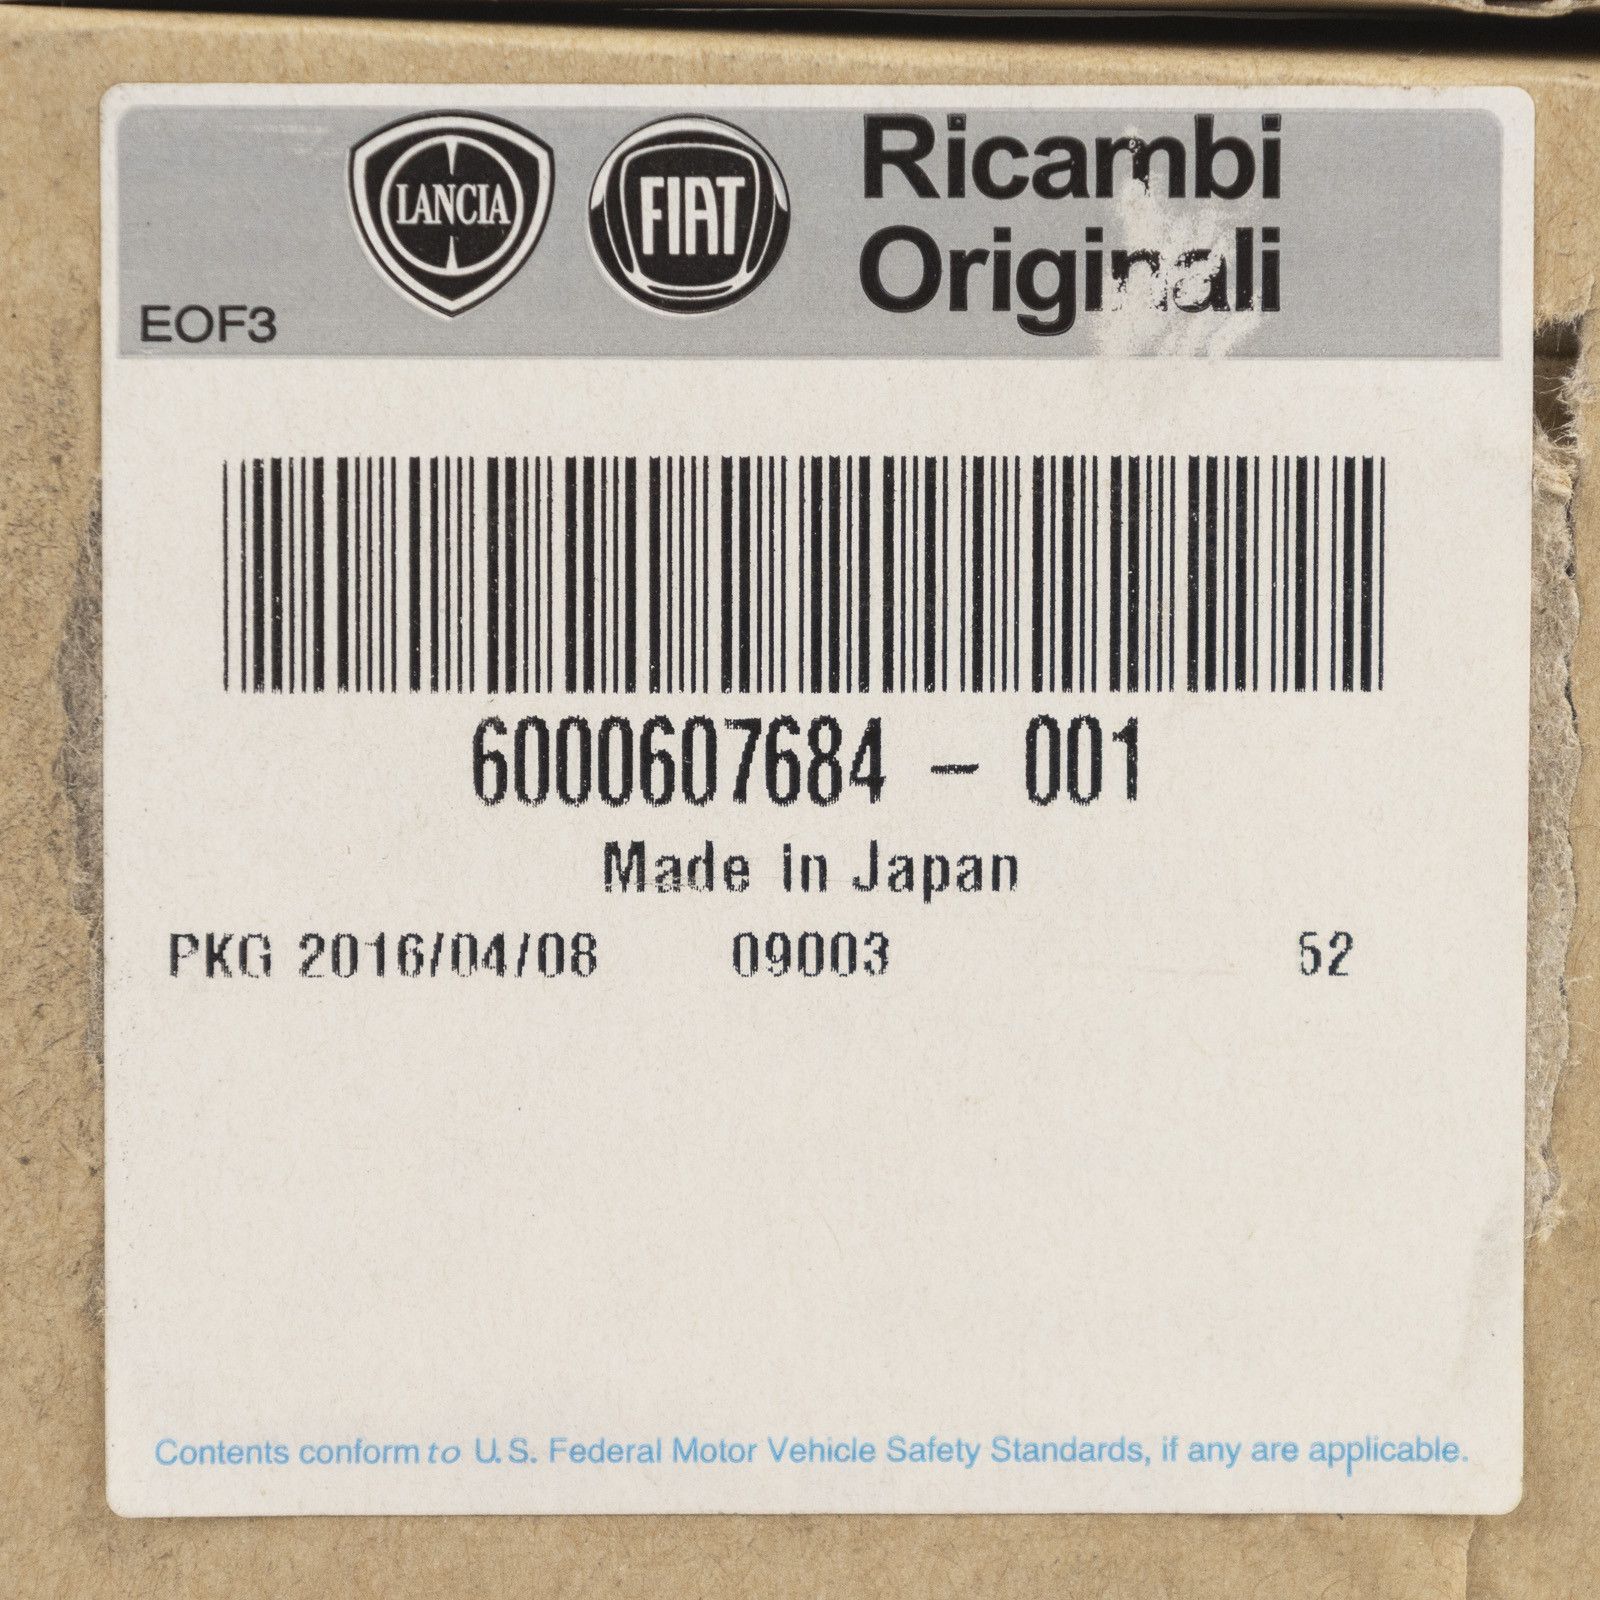 LANCIA
FIAT
Ricambi
Originali
EOF3
6000607684 - 001
Made in Japan
PKG 2016/04/08 09003 52
Contents conform to U.S. Federal Motor Vehicle Safety Standards, if any are applicable.